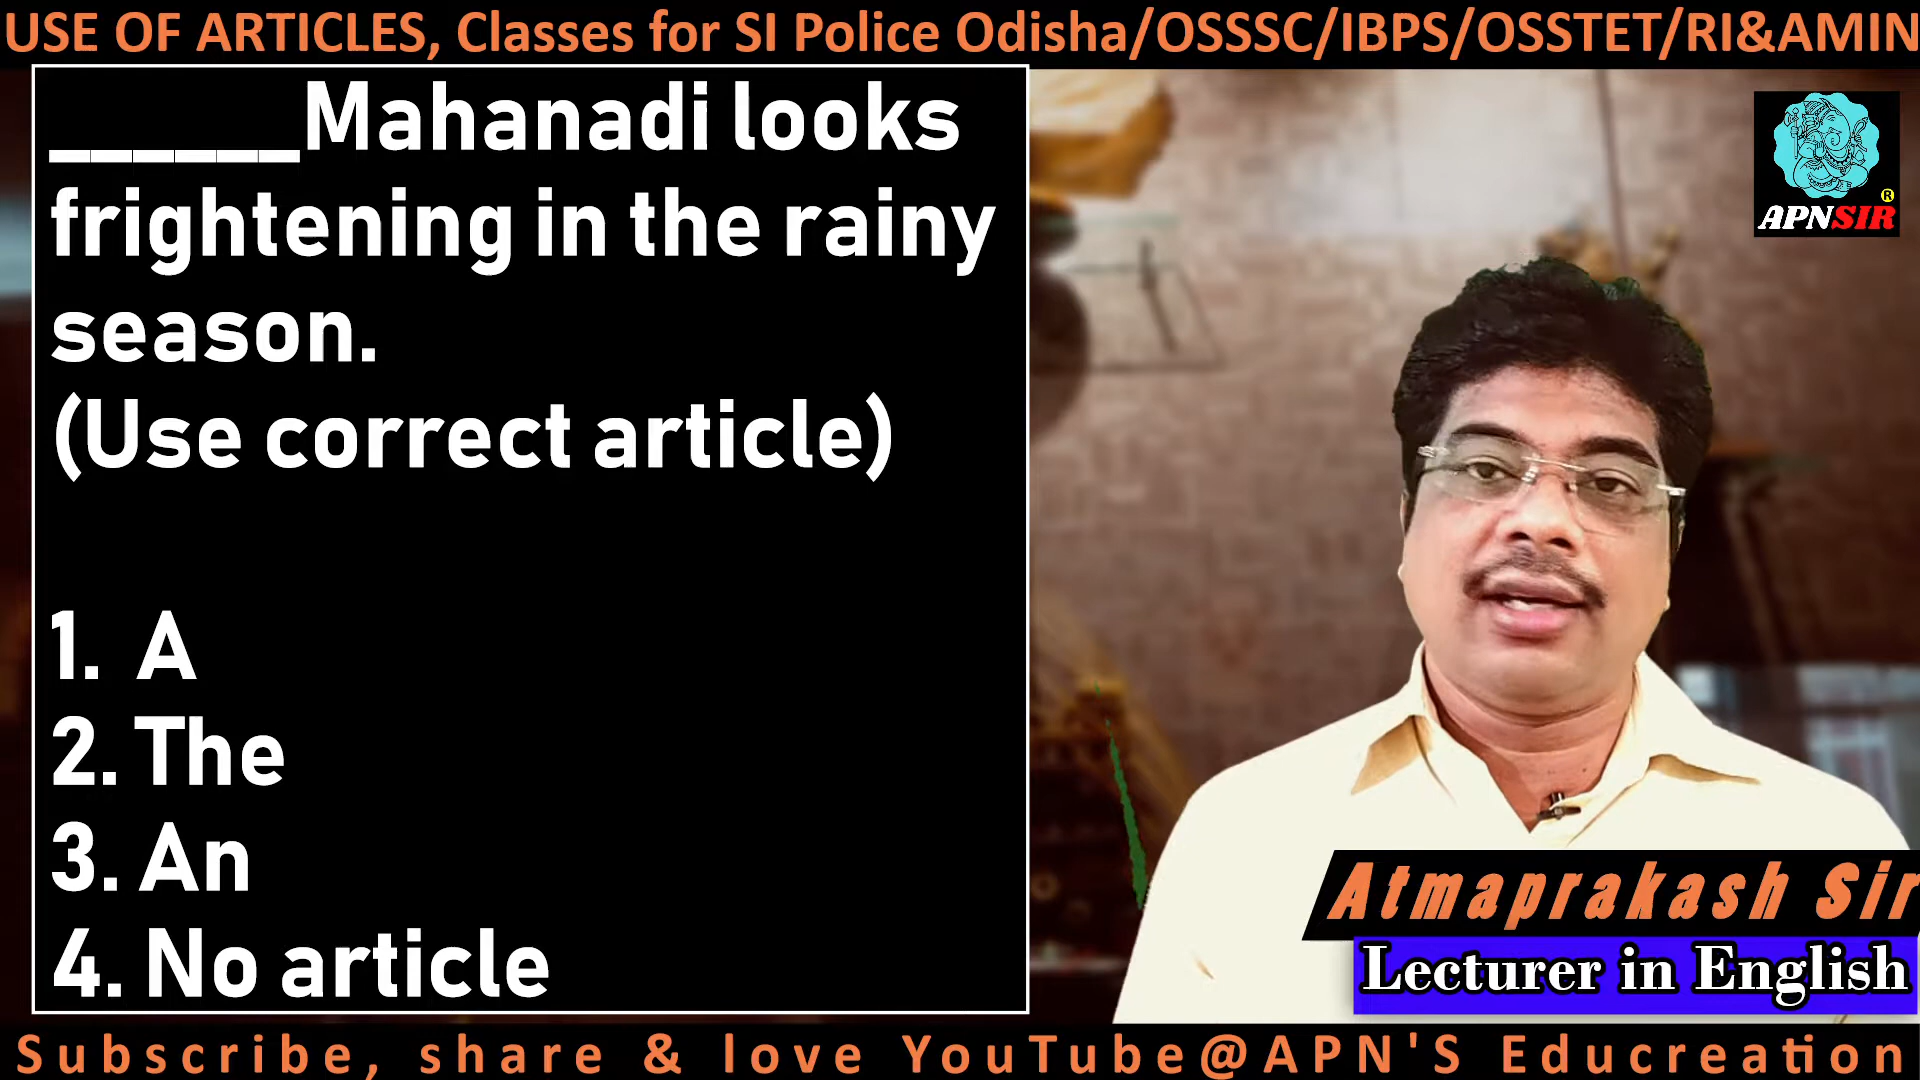 USE OF ARTICLES, Classes for SI Police Odisha/OSSSC/IBPS/OSSTET/RI&AMIN
______Mahanadi looks
frightening in the rainy
season.
(Use correct article)
1. A
2. The
3. An
4. No article
APNSIR
®
Atmaprakash Sir
Lecturer in English
Subscribe, share & love YouTube@APN'S Educreation